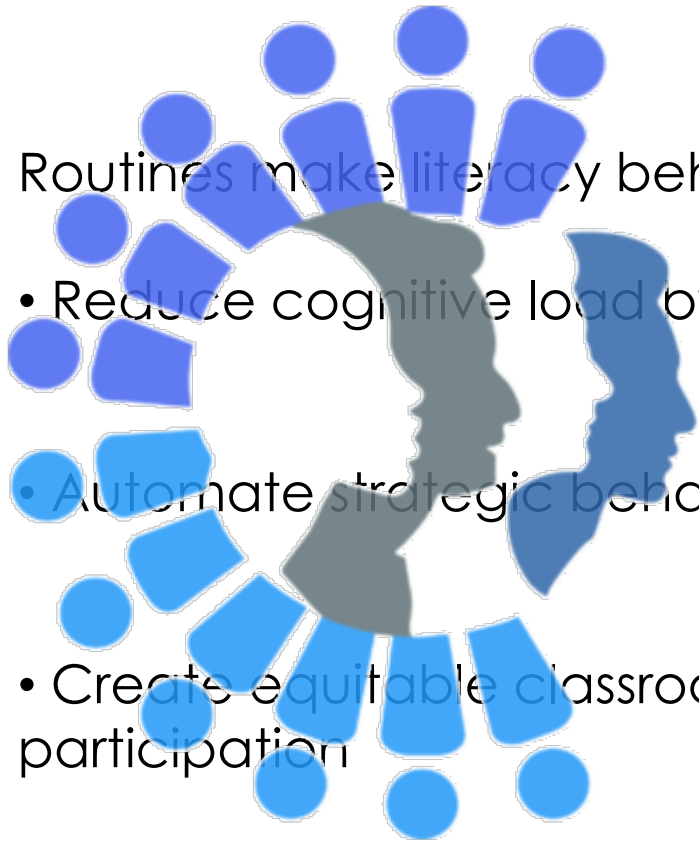 Routines make literacy beh
• Reduce cognitive load b
• Automate strategic beha
• Create equitable classroo
participation